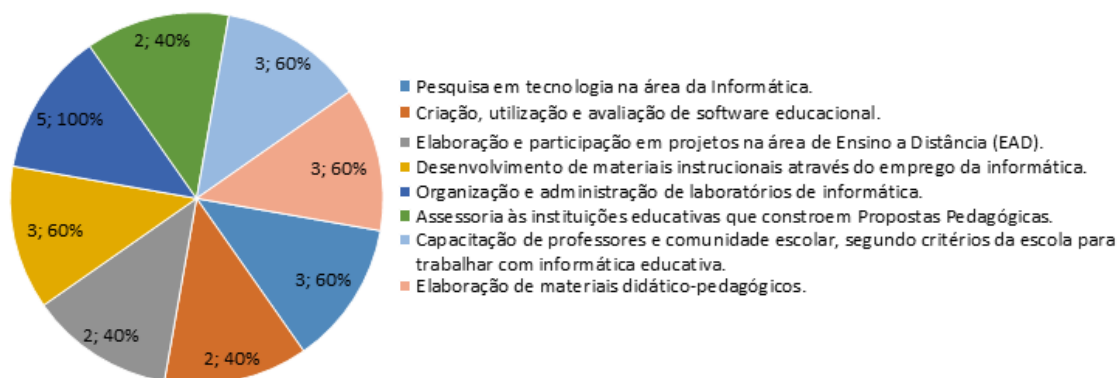 2; 40%
3; 60%
5; 100%
3; 60%
3; 60%
3; 60%
2; 40%
2; 40%
Pesquisa em tecnologia na área da Informática.
Criação, utilização e avaliação de software educacional.
Elaboração e participação em projetos na área de Ensino a Distância (EAD).
Desenvolvimento de materiais instrucionais através do emprego da informática.
Organização e administração de laboratórios de informática.
Assessoria às instituições educativas que constroem Propostas Pedagógicas.
Capacitação de professores e comunidade escolar, segundo critérios da escola para
trabalhar com informática educativa.
Elaboração de materiais didático-pedagógicos.